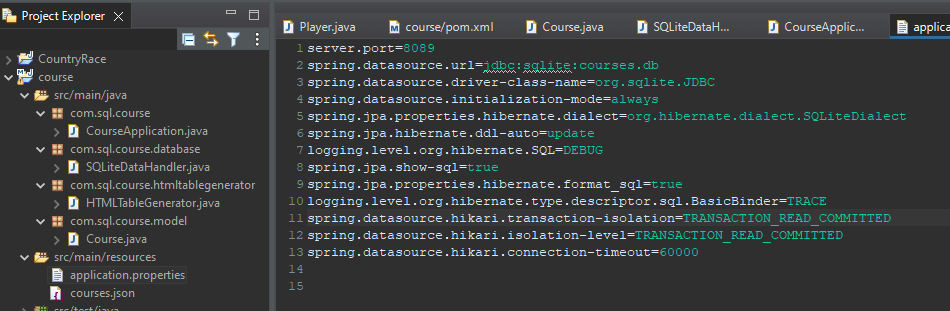 Project Explorer
CountryRace
course
src/main/java
com.sql.course
CourseApplication.java
com.sql.course.database
SQLiteDataHandler.java
com.sql.course.htmltablegenerator
HTMLTableGenerator.java
com.sql.course.model
Course.java
src/main/resources
application.properties
courses.json
src/test/java
Player.java course/pom.xml Course.java SQLiteDataH... CourseApplic... applica
1 server.port=8089
2 spring.datasource.url=jdbc:sqlite:courses.db
3 spring.datasource.driver-class-name=org.sqlite.JDBC
4 spring.datasource.initialization-mode=always
5 spring.jpa.properties.hibernate.dialect=org.hibernate.dialect.SQLiteDialect
6 spring.jpa.hibernate.ddl-auto=update
7 logging.level.org.hibernate.SQL=DEBUG
8 spring.jpa.show-sql=true
9 spring.jpa.properties.hibernate.format_sql=true
10 logging.level.org.hibernate.type.descriptor.sql.BasicBinder=TRACE
11 spring.datasource.hikari.transaction-isolation=TRANSACTION_READ_COMMITTED
12 spring.datasource.hikari.isolation-level=TRANSACTION_READ_COMMITTED
13 spring.datasource.hikari.connection-timeout=60000
14
15